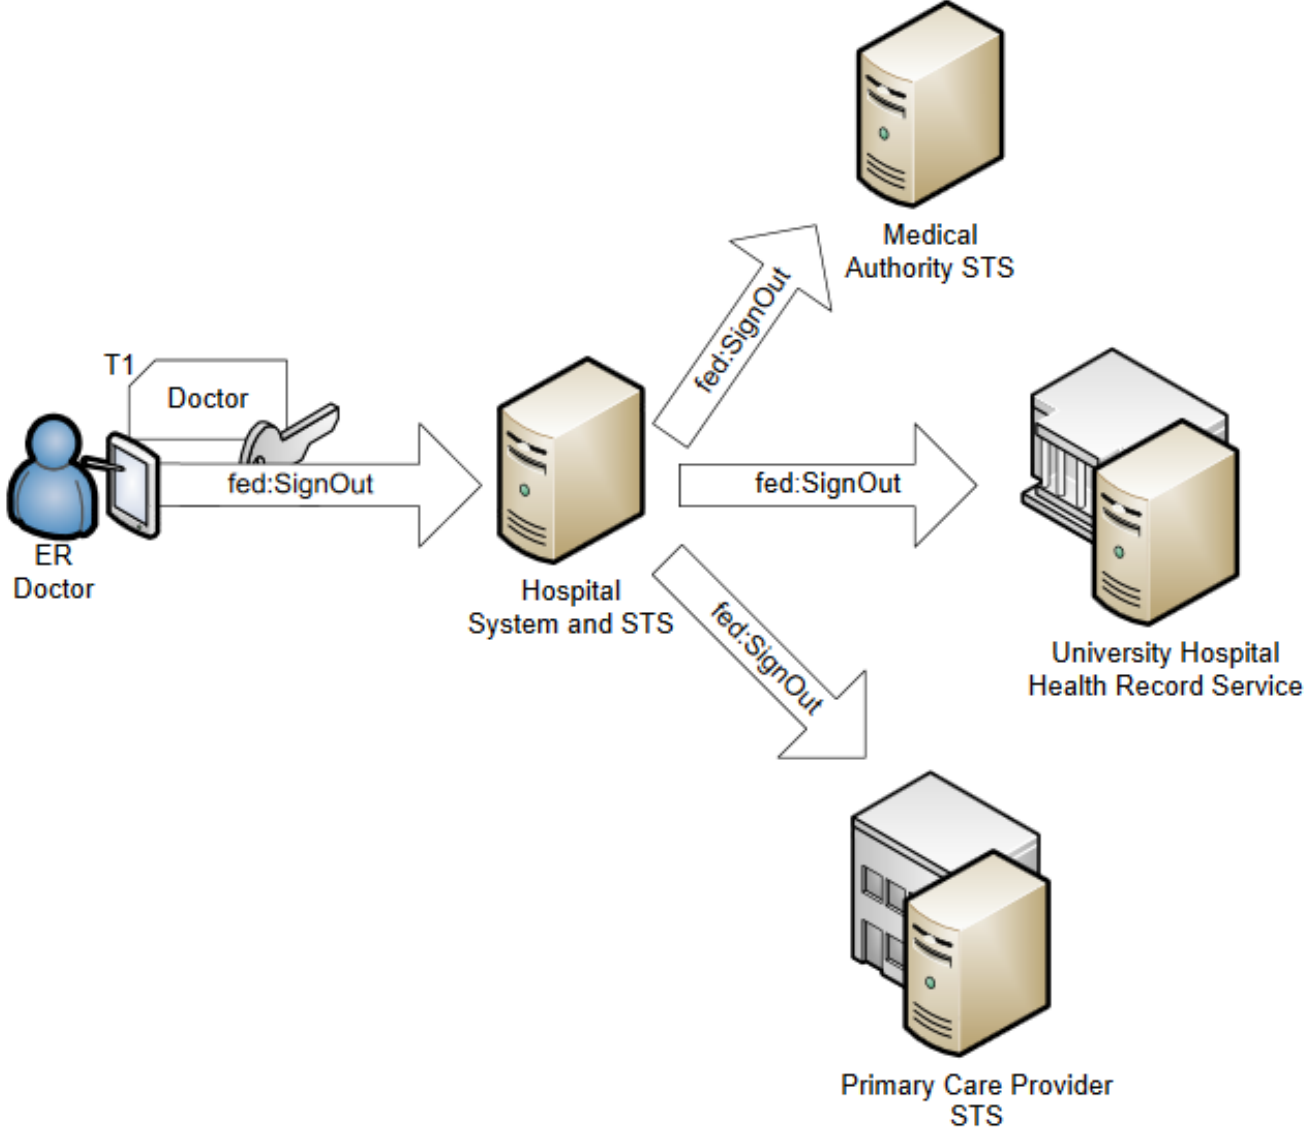 Medical
Authority STS
fed:SignOut
T1
Doctor
fed:SignOut
fed:SignOut
ER
Doctor
Hospital
System and STS
fed:SignOut
University Hospital
Health Record Service
Primary Care Provider
STS